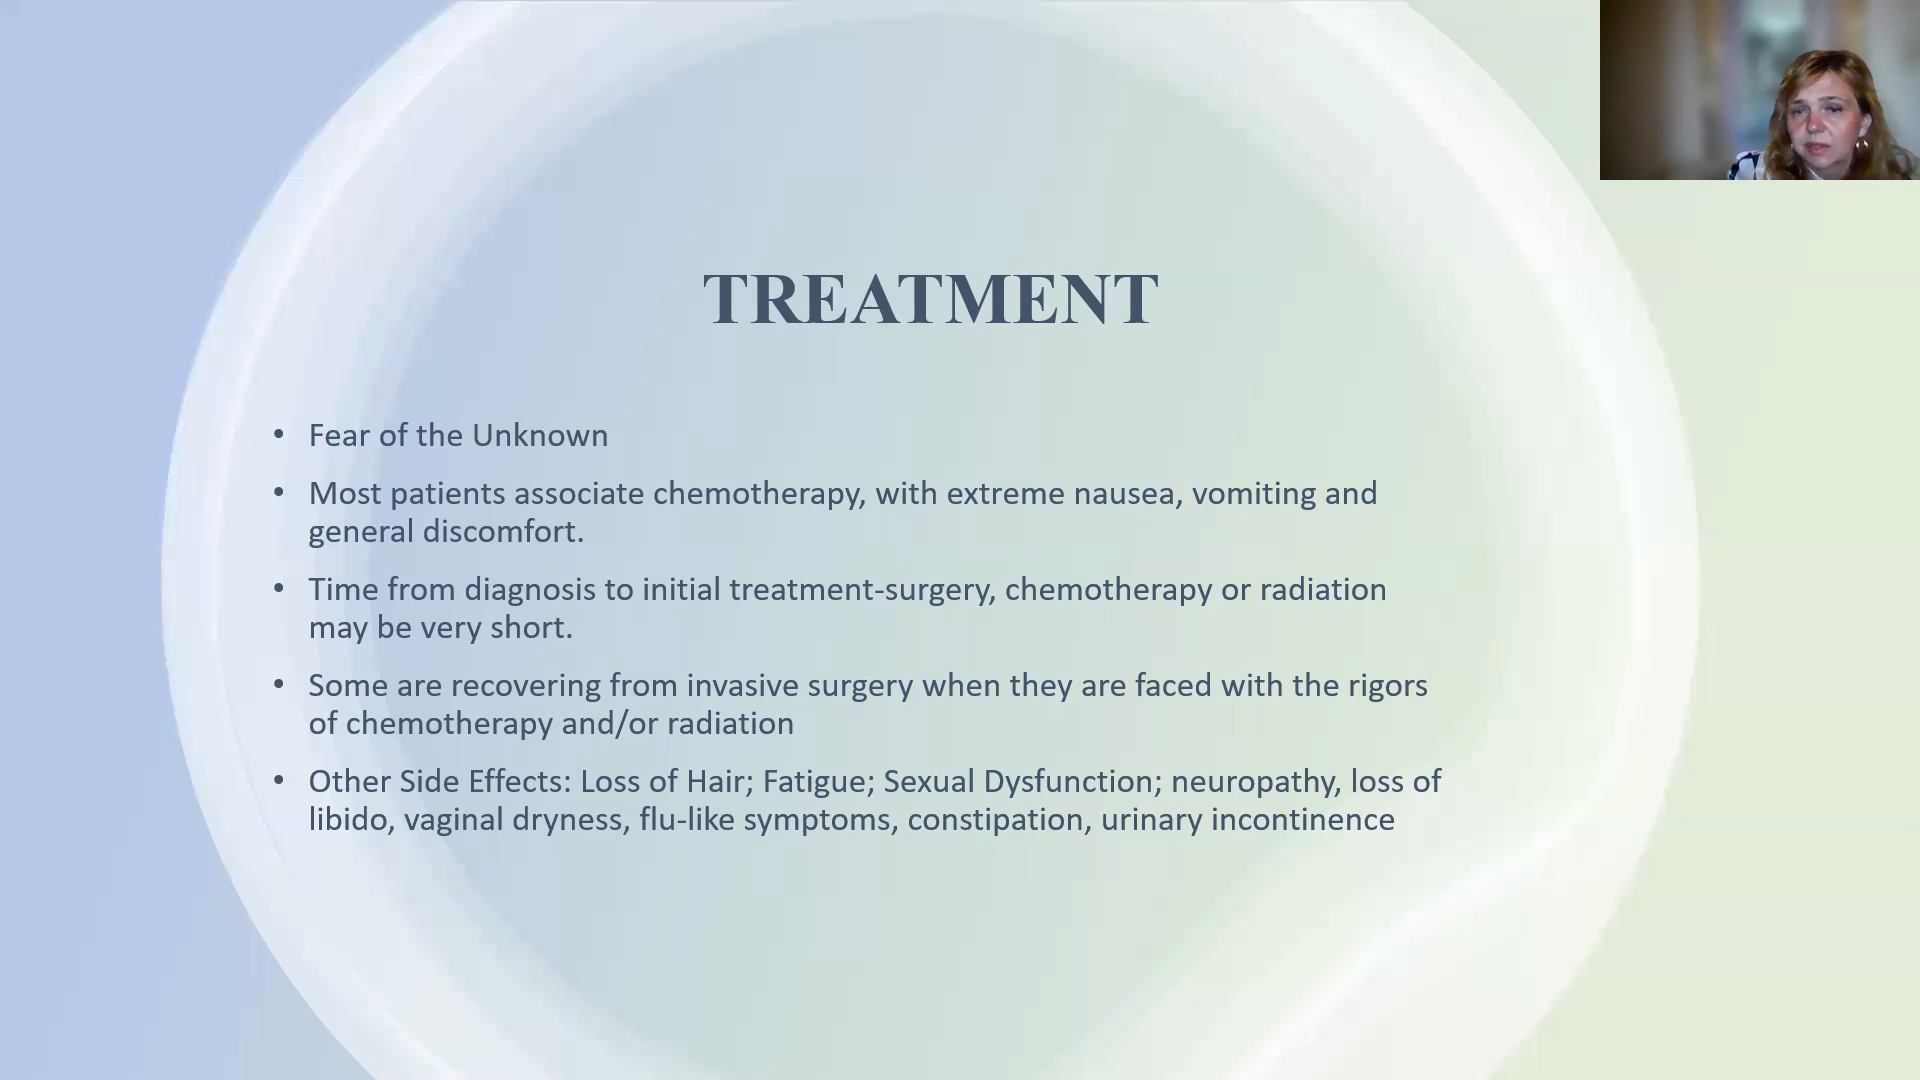 TREATMENT
• Fear of the Unknown
• Most patients associate chemotherapy, with extreme nausea, vomiting and
general discomfort.
• Time from diagnosis to initial treatment-surgery, chemotherapy or radiation
may be very short.
• Some are recovering from invasive surgery when they are faced with the rigors
of chemotherapy and/or radiation
• Other Side Effects: Loss of Hair; Fatigue; Sexual Dysfunction; neuropathy, loss of
libido, vaginal dryness, flu-like symptoms, constipation, urinary incontinence